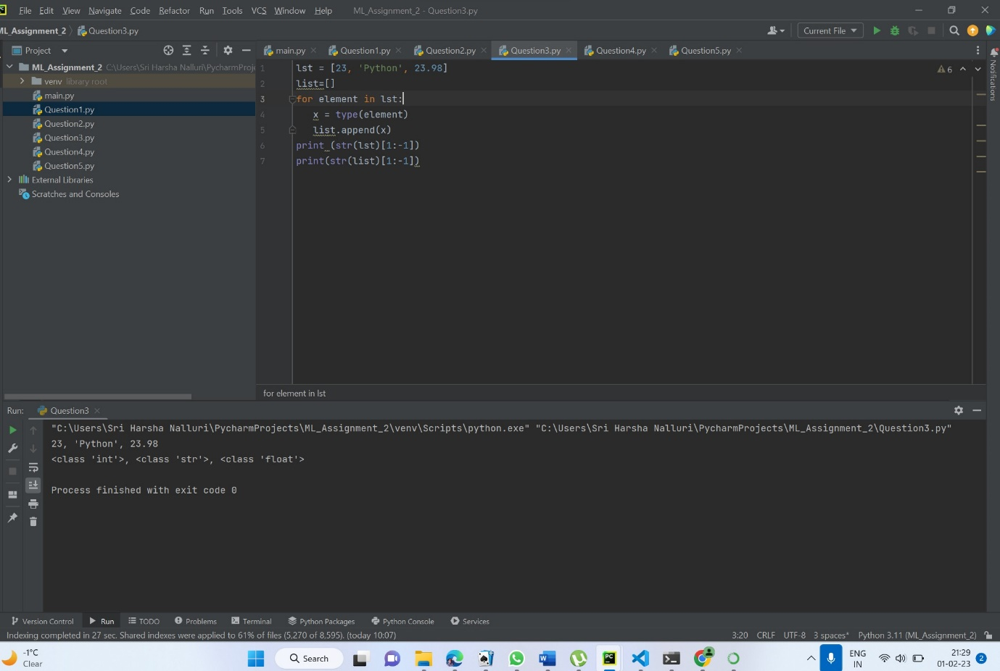 File Edit View Navigate Code Refactor Run Tools VCS Window Help ML_Assignment_2 - Question3.py
ML_Assignment_2 Question3.py Current File
Project
main.py Question1.py Question2.py Question3.py Question4.py Question5.py
ML_Assignment_2 C:\Users\Sri Harsha Nalluri\PycharmProje
venv library root
main.py
Question1.py
Question2.py
Question3.py
Question4.py
Question5.py
External Libraries
Scratches and Consoles
1 lst = [23, 'Python', 23.98]
2 list=[]
3 for element in lst:
4 x = type(element)
5 list.append(x)
6 print (str(lst)[1:-1])
7 print(str(list)[1:-1])
6
Notifications
for element in lst
Run: Question3
"C:\Users\Sri Harsha Nalluri\PycharmProjects\ML_Assignment_2\venv\Scripts\python.exe" "C:\Users\Sri Harsha Nalluri\PycharmProjects\ML_Assignment_2\Question3.py"
23, 'Python', 23.98
<class 'int'>, <class 'str'>, <class 'float'>
Process finished with exit code 0
Version Control Run TODO Problems Terminal Python Packages Python Console Services
Indexing completed in 27 sec. Shared indexes were applied to 61% of files (5,270 of 8,595). (today 10:07) 3:20 CRLF UTF-8 3 spaces* Python 3.11 (ML_Assignment_2)
-1°C
Clear
Search
PC
ENG
IN
21:29
01-02-23
2